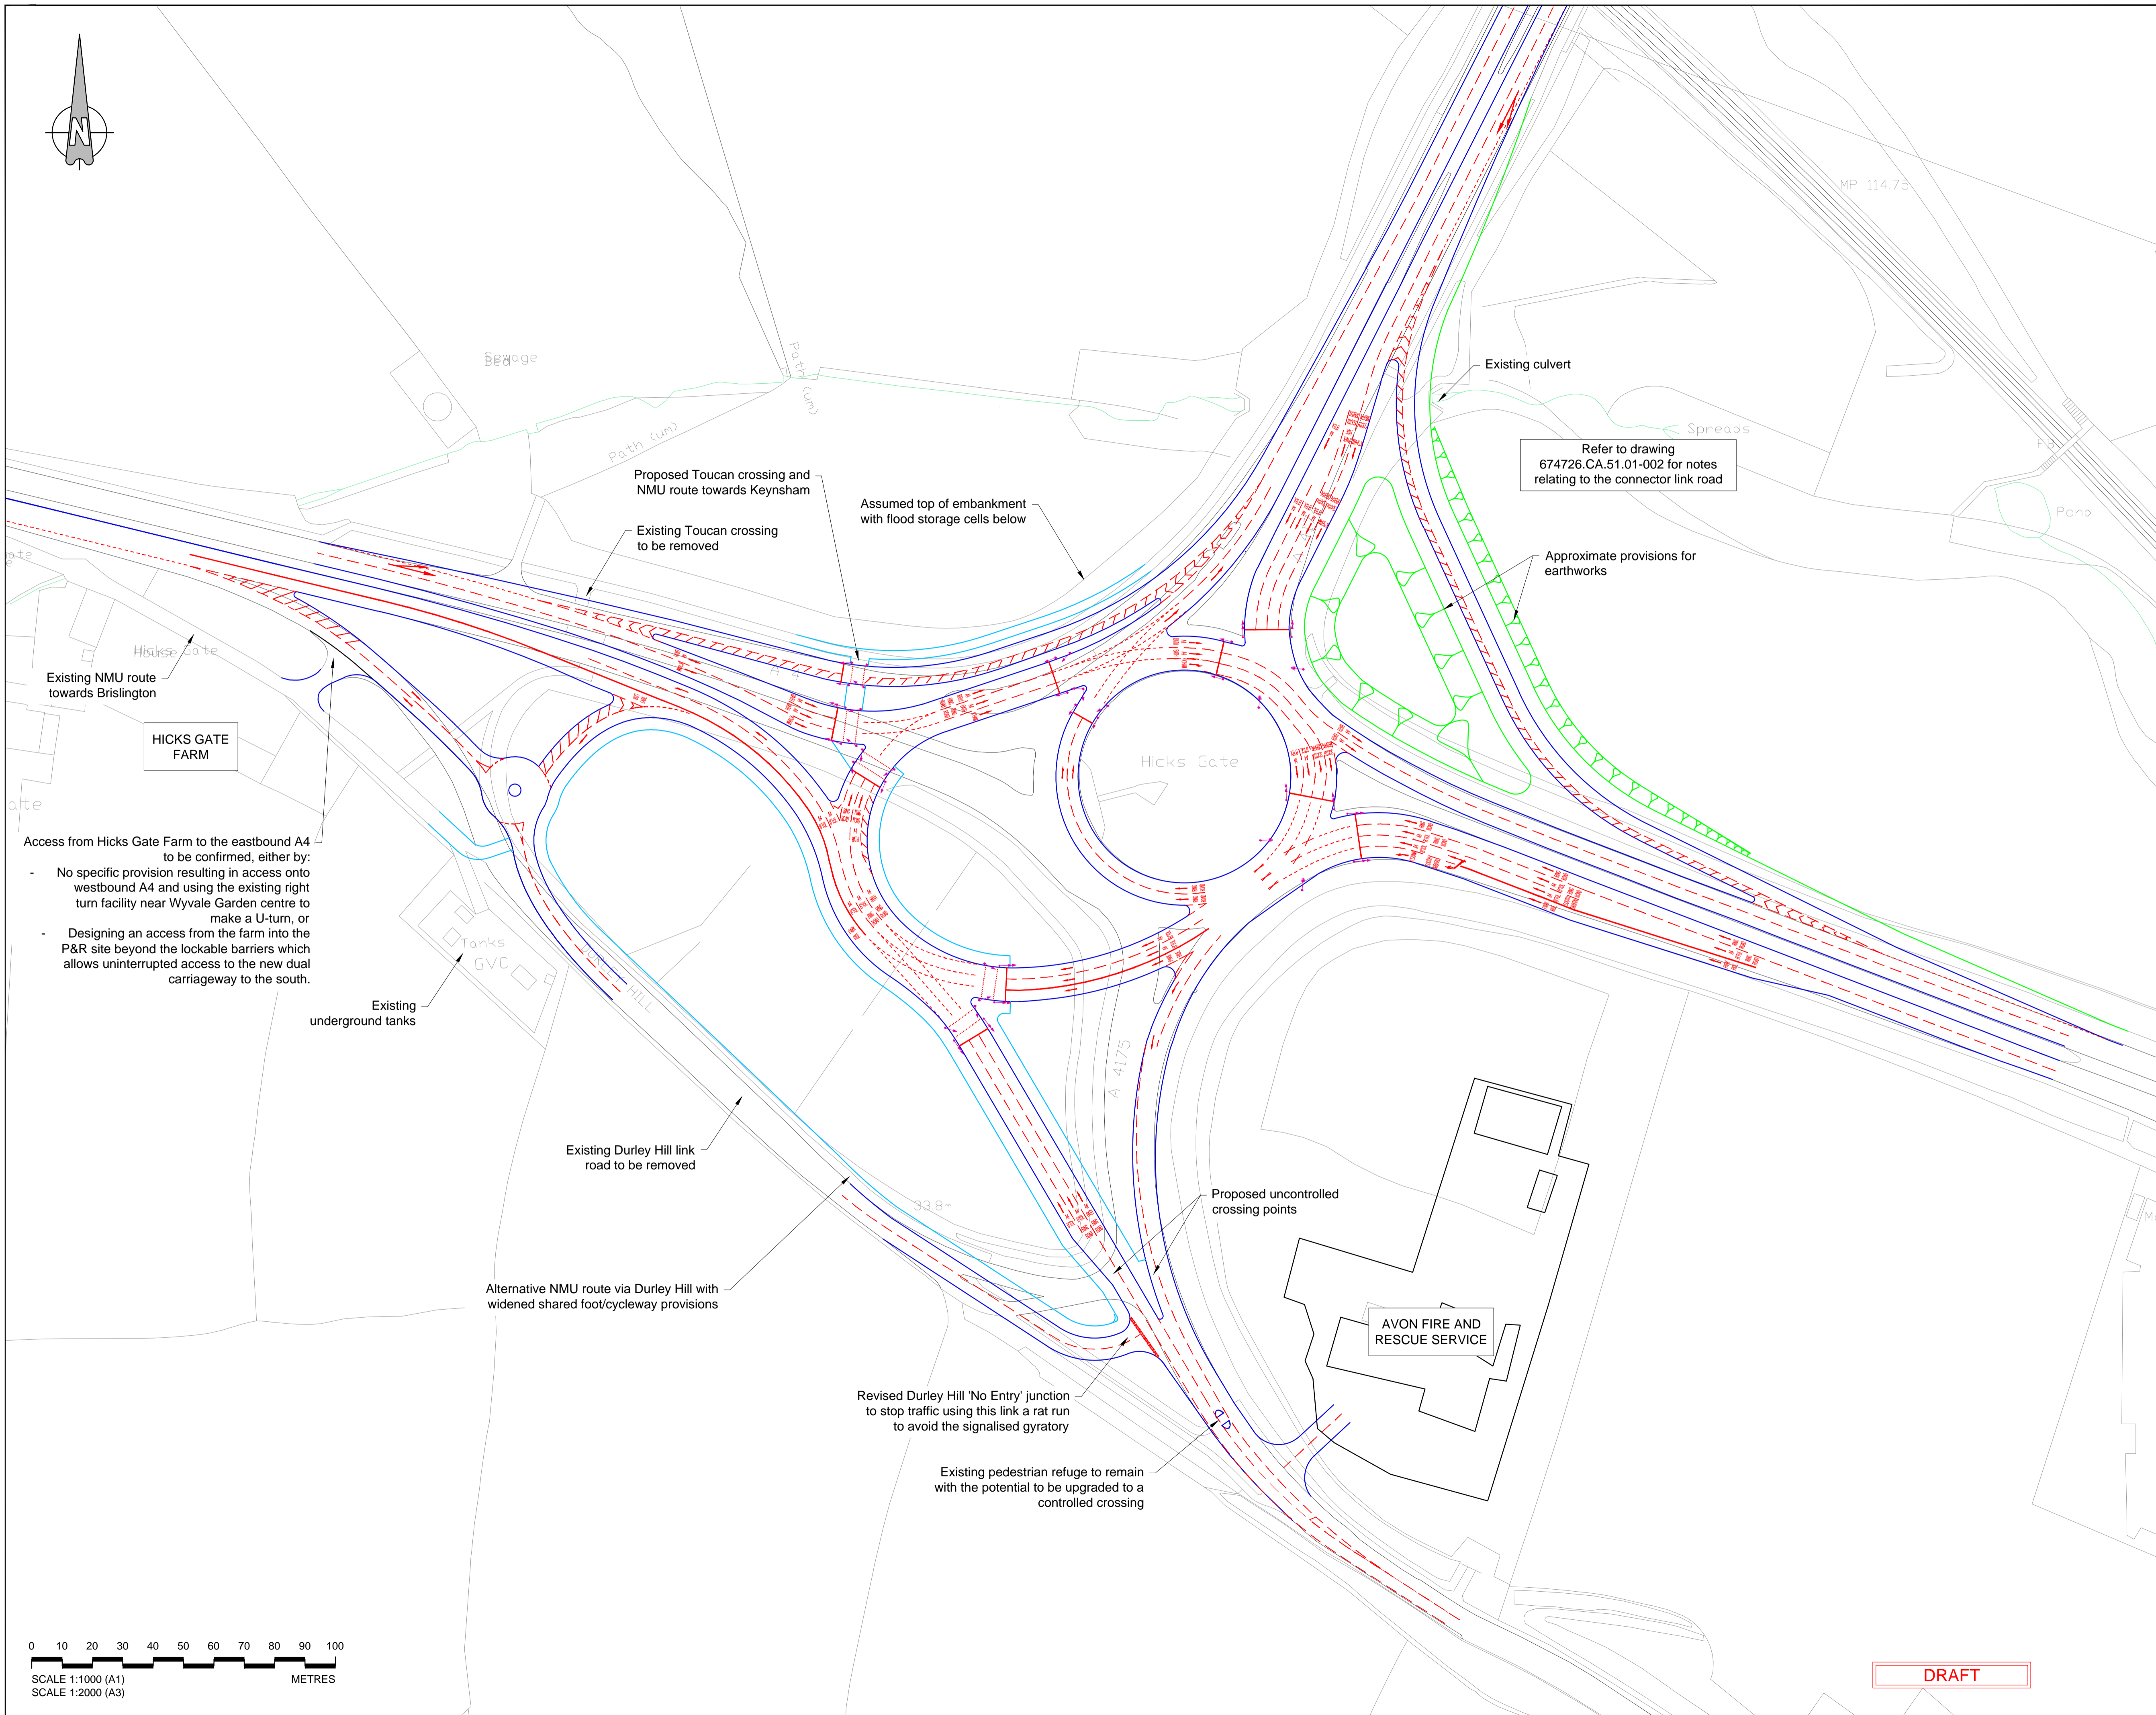 N
MP 114.75
Sewage
Bed
Path (um)
Path (um)
Existing culvert
Spreads
FB
Refer to drawing
674726.CA.51.01-002 for notes
relating to the connector link road
Pond
Proposed Toucan crossing and
NMU route towards Keynsham
Assumed top of embankment
with flood storage cells below
Existing Toucan crossing
to be removed
Approximate provisions for
earthworks
Hicks Gate
House
Existing NMU route
towards Brislington
A 4
HICKS GATE
FARM
Hicks Gate
ate
Access from Hicks Gate Farm to the eastbound A4
to be confirmed, either by:
- No specific provision resulting in access onto
westbound A4 and using the existing right
turn facility near Wyvale Garden centre to
make a U-turn, or
- Designing an access from the farm into the
P&R site beyond the lockable barriers which
allows uninterrupted access to the new dual
carriageway to the south.
Tanks
GVC
HILL
Existing
underground tanks
A 4175
Existing Durley Hill link
road to be removed
33.8m
Proposed uncontrolled
crossing points
Alternative NMU route via Durley Hill with
widened shared foot/cycleway provisions
AVON FIRE AND
RESCUE SERVICE
Revised Durley Hill 'No Entry' junction
to stop traffic using this link a rat run
to avoid the signalised gyratory
Existing pedestrian refuge to remain
with the potential to be upgraded to a
controlled crossing
0 10 20 30 40 50 60 70 80 90 100
SCALE 1:1000 (A1) METRES
SCALE 1:2000 (A3)
DRAFT